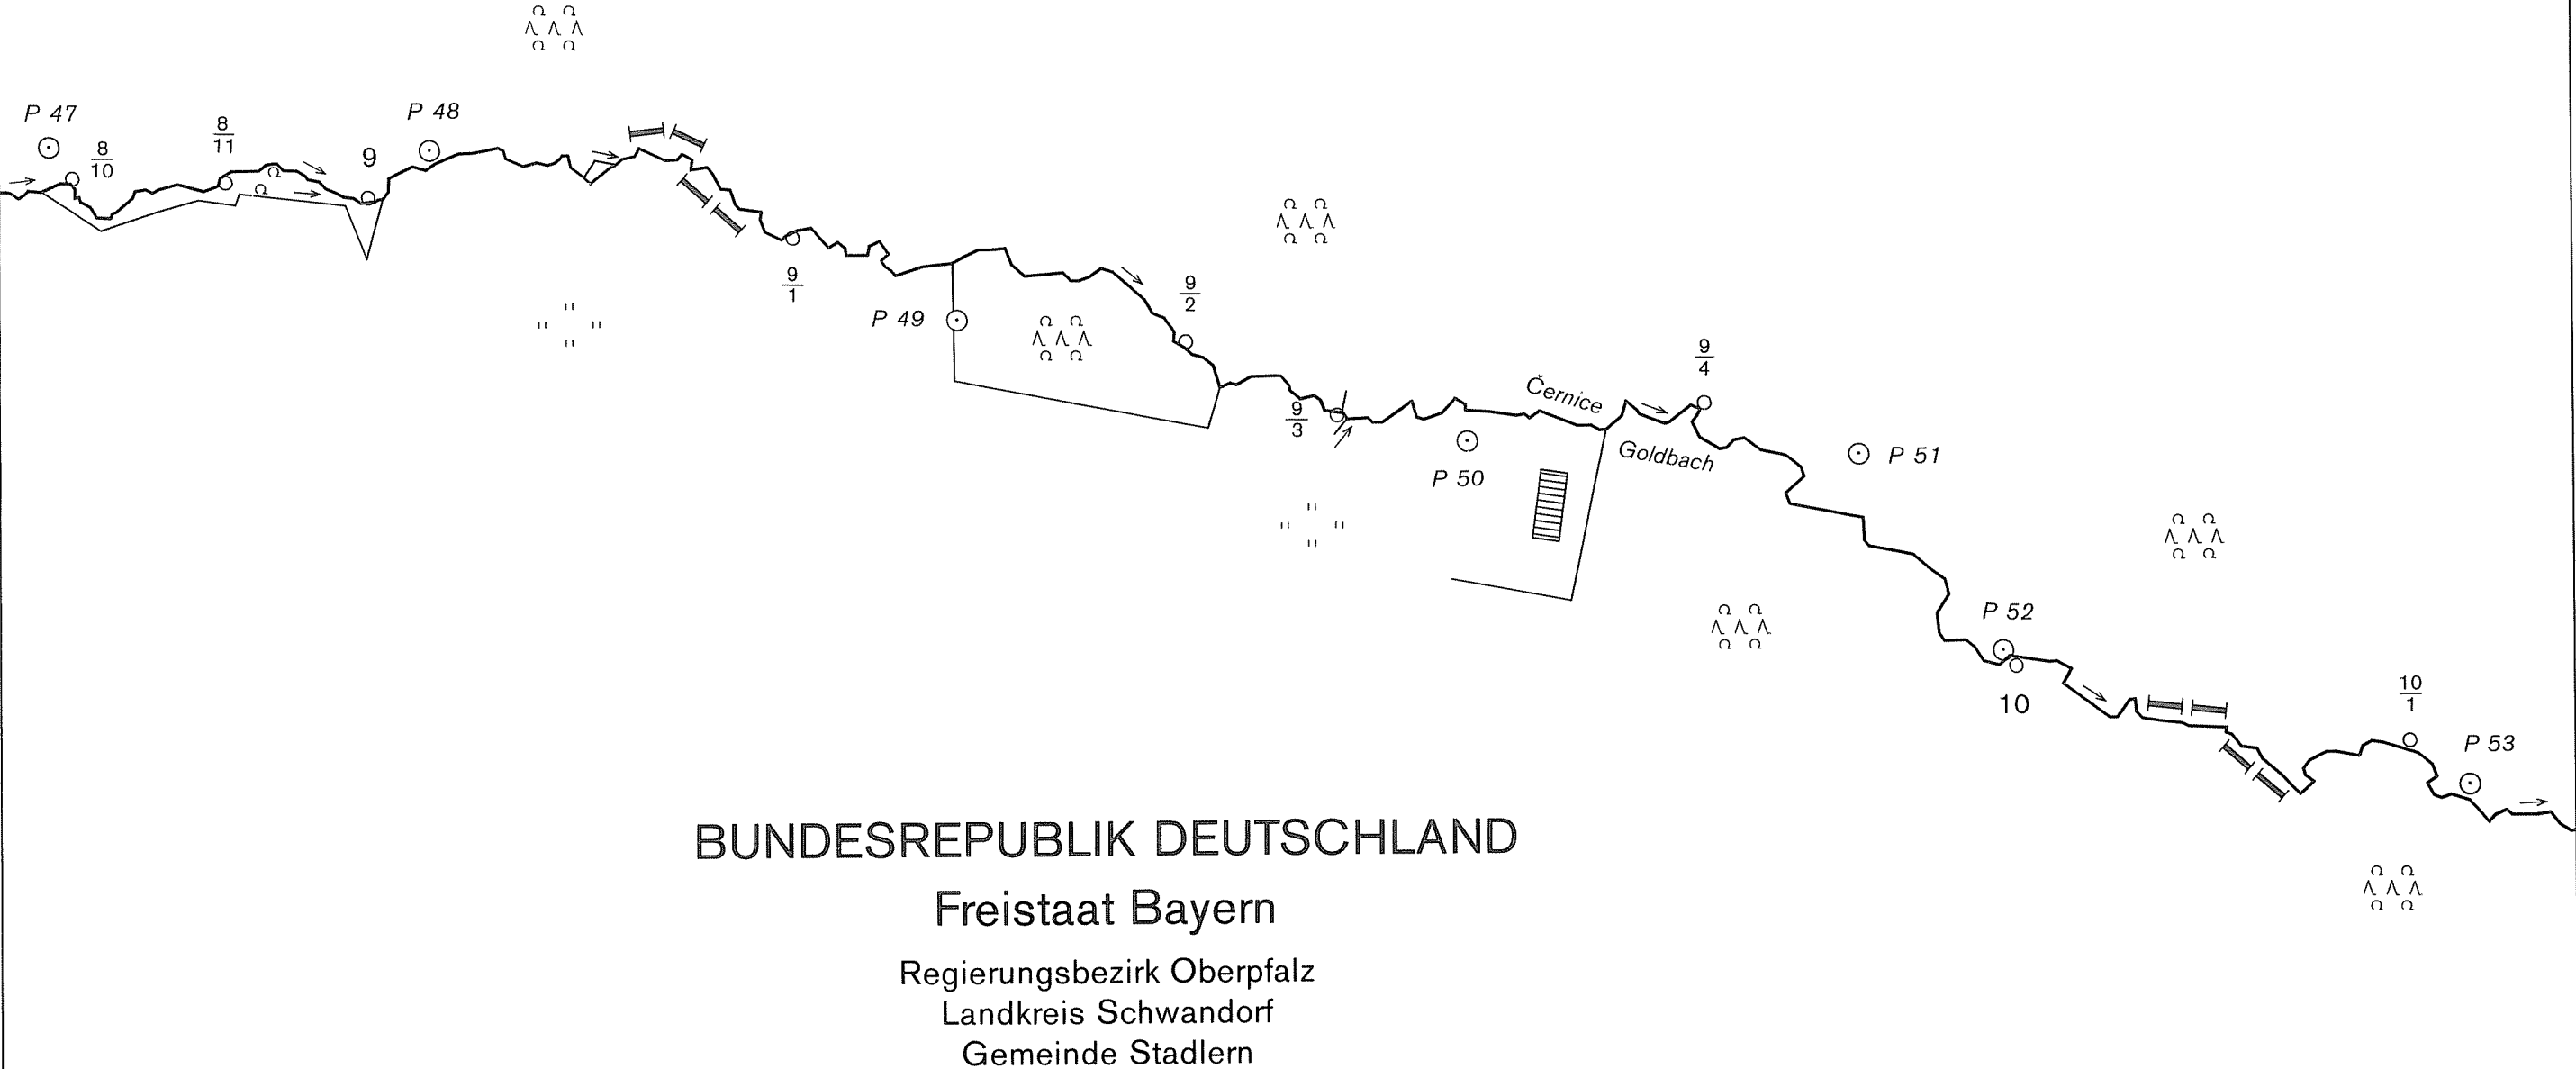 P 47
8
10
8
11
9
P 48
9
1
P 49
9
2
9
3
P 50
Černice
Goldbach
9
4
P 51
P 52
10
10
1
P 53
BUNDESREPUBLIK DEUTSCHLAND
Freistaat Bayern
Regierungsbezirk Oberpfalz
Landkreis Schwandorf
Gemeinde Stadlern